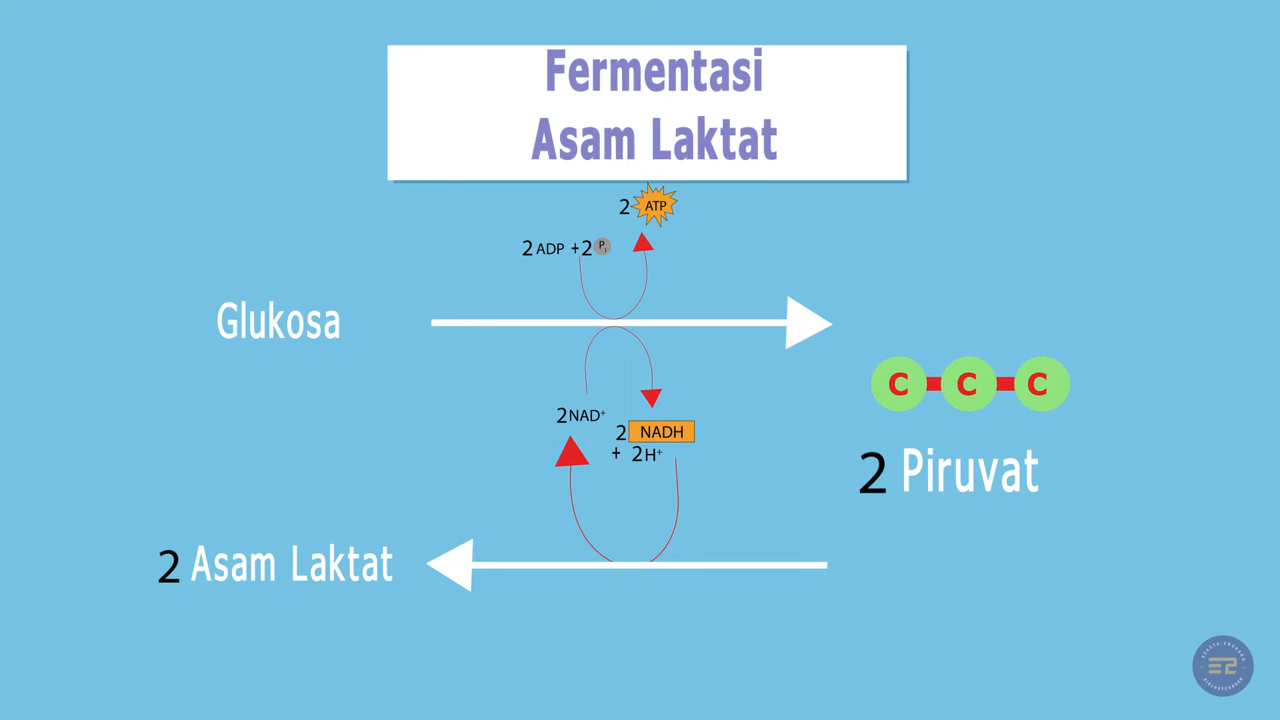 Fermentasi
Asam Laktat
2 ATP
2 ADP + 2 Pi
Glukosa
C C C
2 NAD⁺
2 NADH
+ 2H⁺
2 Piruvat
2 Asam Laktat